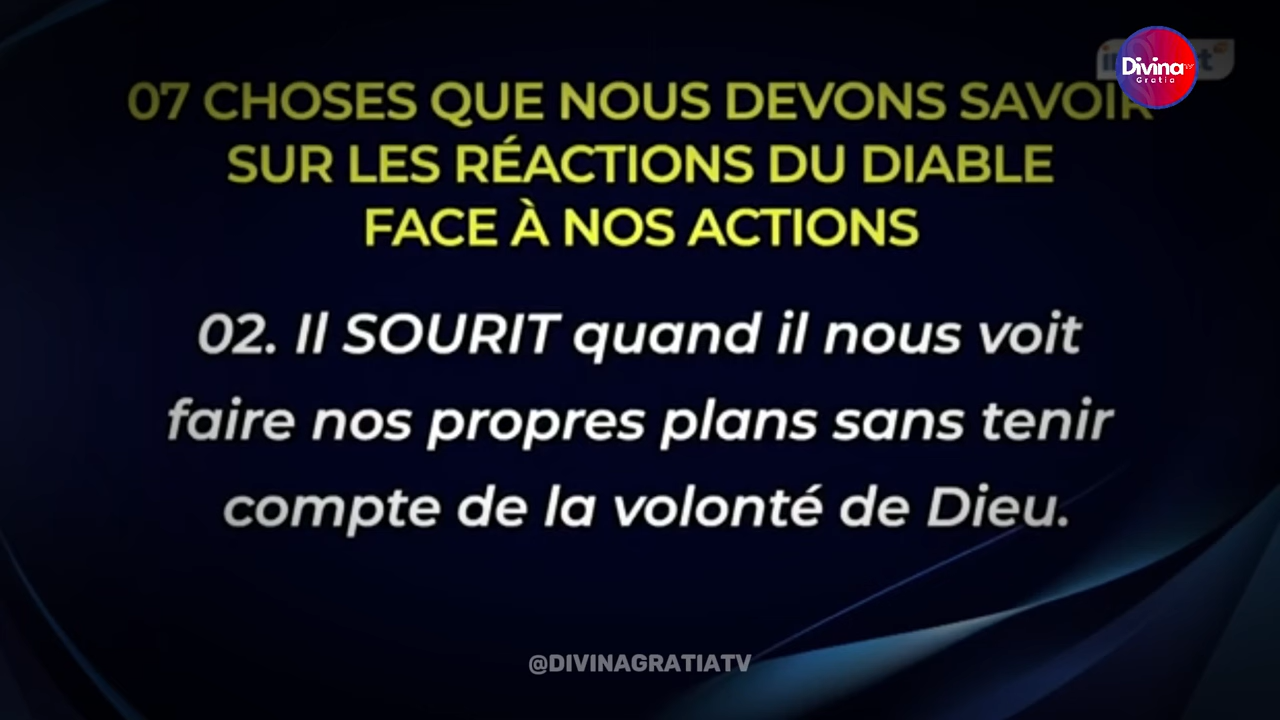 Divina
Gratia
07 CHOSES QUE NOUS DEVONS SAVOIR
SUR LES RÉACTIONS DU DIABLE
FACE À NOS ACTIONS
02. Il SOURIT quand il nous voit
faire nos propres plans sans tenir
compte de la volonté de Dieu.
@DIVINAGRATIATV